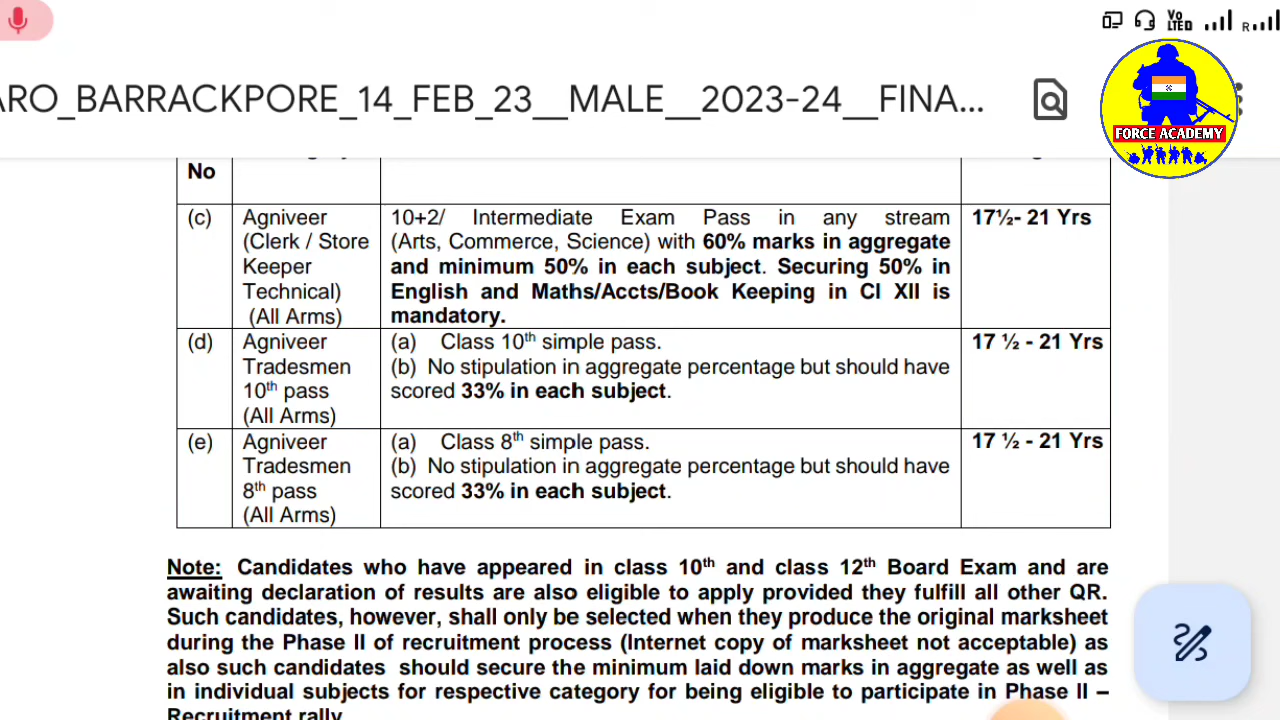 Vo
LTED
R
ARO_BARRACKPORE_14_FEB_23__MALE__2023-24__FINA...
FORCE ACADEMY
No
(c) Agniveer (Clerk / Store Keeper Technical) (All Arms)
10+2/ Intermediate Exam Pass in any stream
(Arts, Commerce, Science) with 60% marks in aggregate
and minimum 50% in each subject. Securing 50% in
English and Maths/Accts/Book Keeping in Cl XII is
mandatory.
17½- 21 Yrs
(d) Agniveer Tradesmen 10th pass (All Arms)
(a) Class 10th simple pass.
(b) No stipulation in aggregate percentage but should have
scored 33% in each subject.
17 ½ - 21 Yrs
(e) Agniveer Tradesmen 8th pass (All Arms)
(a) Class 8th simple pass.
(b) No stipulation in aggregate percentage but should have
scored 33% in each subject.
17 ½ - 21 Yrs
Note: Candidates who have appeared in class 10th and class 12th Board Exam and are
awaiting declaration of results are also eligible to apply provided they fulfill all other QR.
Such candidates, however, shall only be selected when they produce the original marksheet
during the Phase II of recruitment process (Internet copy of marksheet not acceptable) as
also such candidates should secure the minimum laid down marks in aggregate as well as
in individual subjects for respective category for being eligible to participate in Phase II –
Recruitment rally